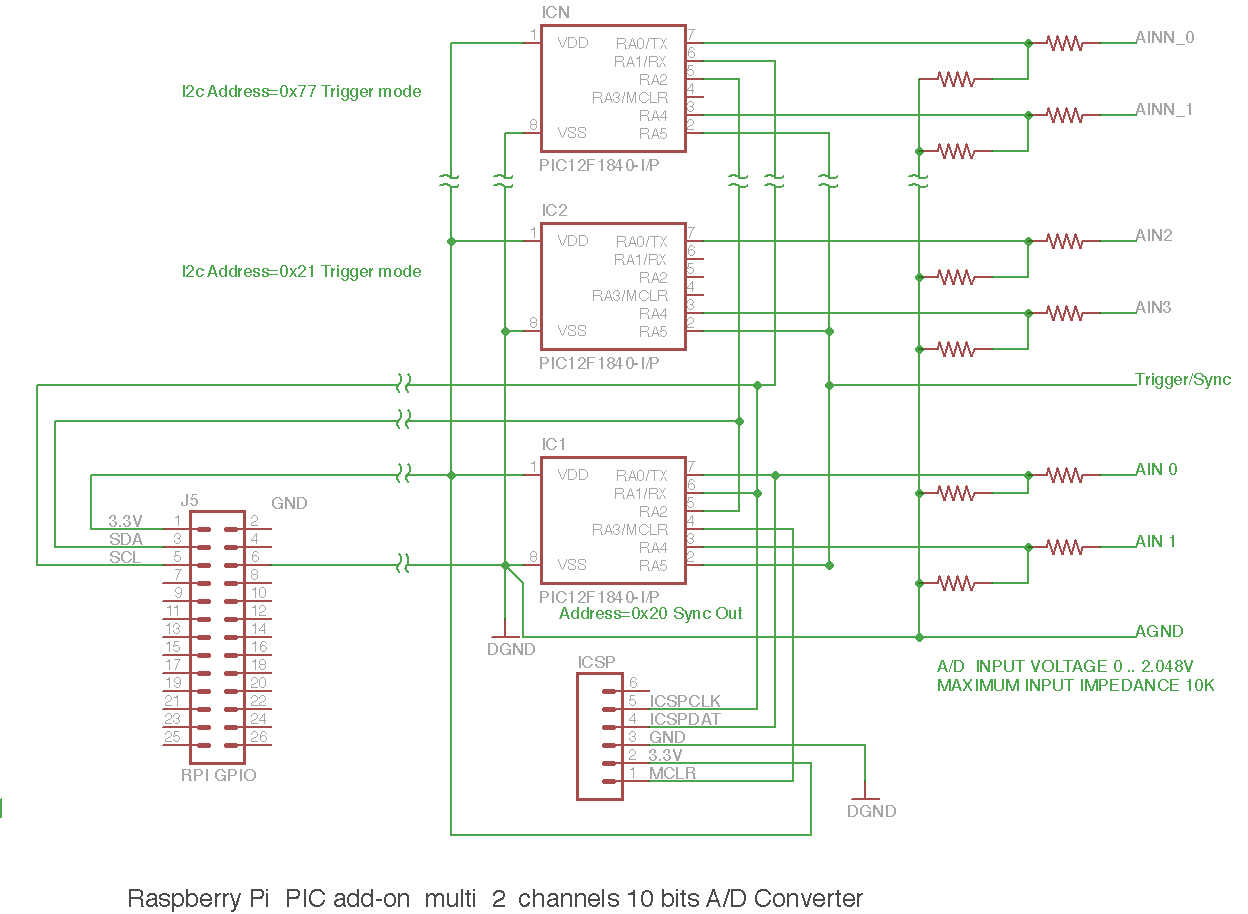 ICN
1 VDD RA0/TX 7
RA1/RX 6
RA2 5
RA3/MCLR 4
RA4 3
8 VSS RA5 2
PIC12F1840-I/P
I2c Address=0x77 Trigger mode
AINN_0
AINN_1
IC2
1 VDD RA0/TX 7
RA1/RX 6
RA2 5
RA3/MCLR 4
RA4 3
8 VSS RA5 2
PIC12F1840-I/P
I2c Address=0x21 Trigger mode
AIN2
AIN3
Trigger/Sync
IC1
1 VDD RA0/TX 7
RA1/RX 6
RA2 5
RA3/MCLR 4
RA4 3
8 VSS RA5 2
PIC12F1840-I/P
Address=0x20 Sync Out
AIN 0
AIN 1
AGND
A/D INPUT VOLTAGE 0 .. 2.048V
MAXIMUM INPUT IMPEDANCE 10K
J5
GND
3.3V 1 2
SDA 3 4
SCL 5 6
7 8
9 10
11 12
13 14
15 16
17 18
19 20
21 22
23 24
25 26
RPI GPIO
DGND
ICSP
6
5 ICSPCLK
4 ICSPDAT
3 GND
2 3.3V
1 MCLR
DGND
Raspberry Pi PIC add-on multi 2 channels 10 bits A/D Converter